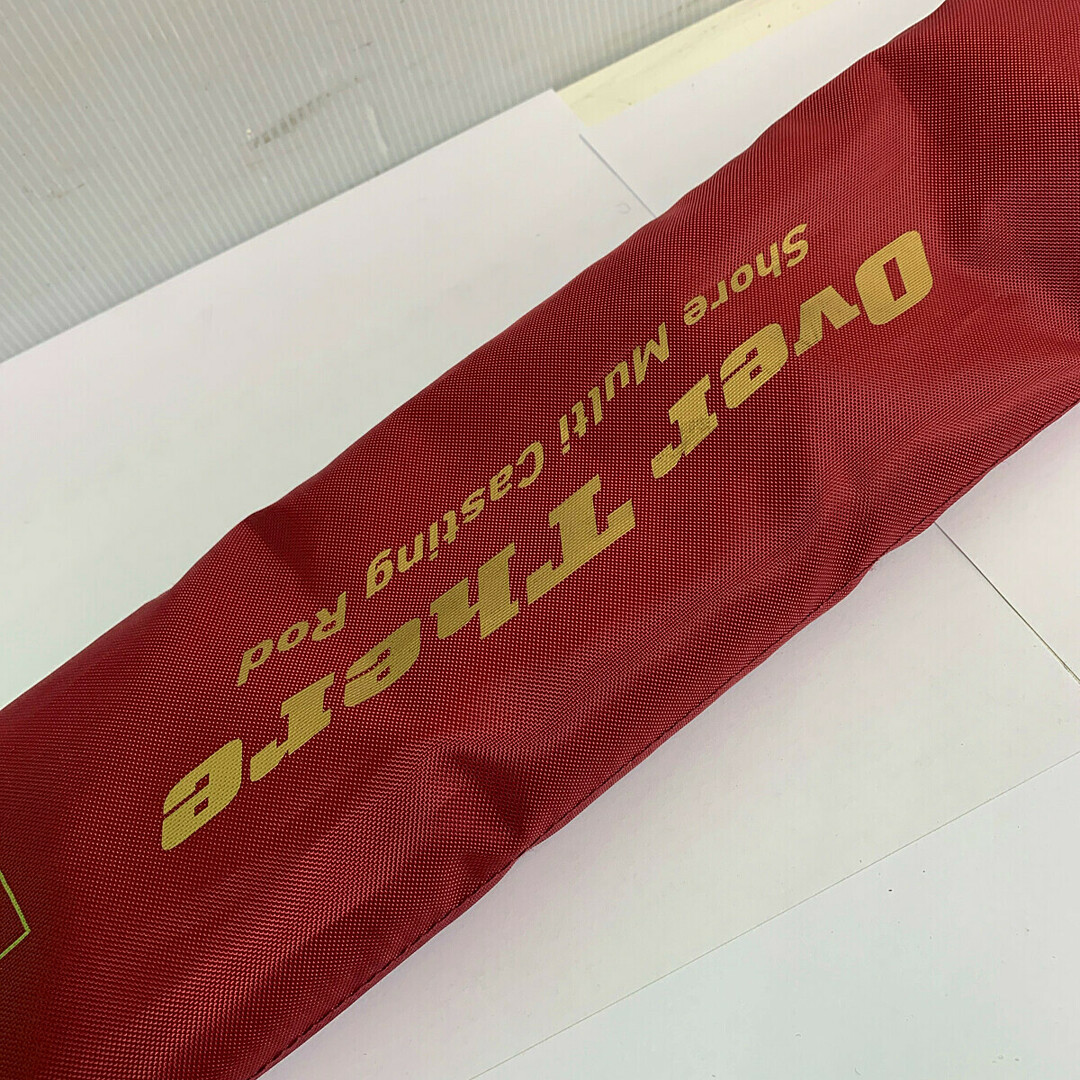 Over There
Shore Multi Casting Rod